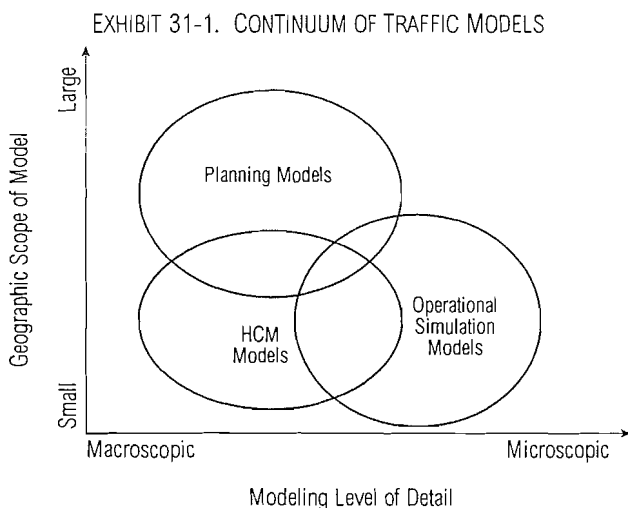 EXHIBIT 31-1. CONTINUUM OF TRAFFIC MODELS
Large
Geographic Scope of Model
Planning Models
HCM
Models
Operational
Simulation
Models
Small
Macroscopic
Microscopic
Modeling Level of Detail